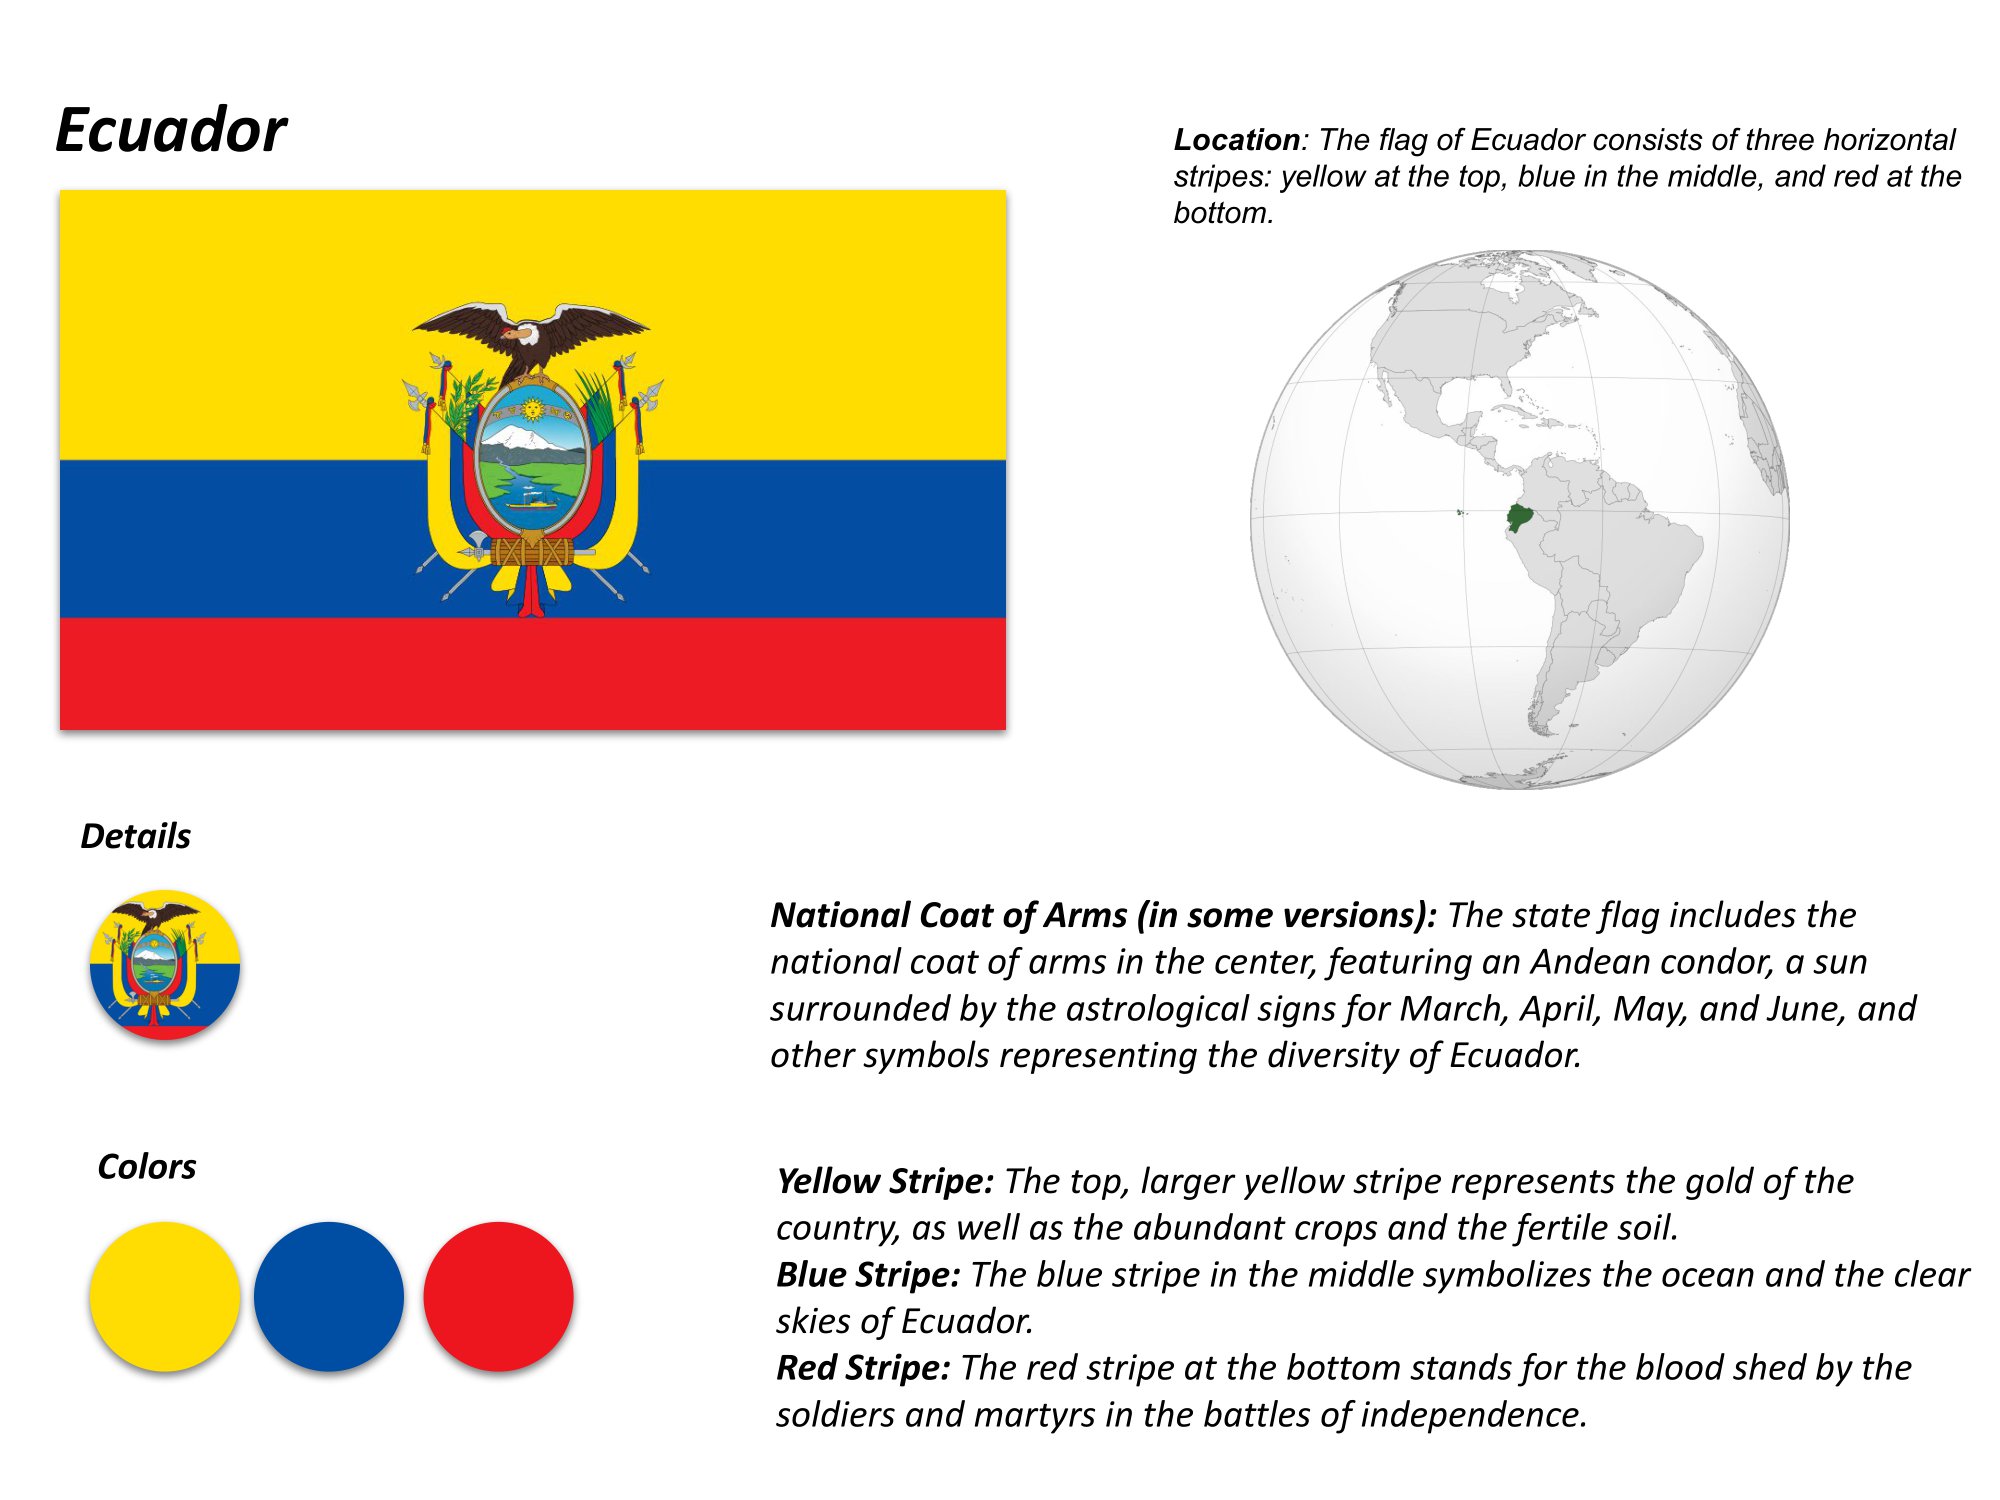 Ecuador
Location: The flag of Ecuador consists of three horizontal
stripes: yellow at the top, blue in the middle, and red at the
bottom.
Details
National Coat of Arms (in some versions): The state flag includes the
national coat of arms in the center, featuring an Andean condor, a sun
surrounded by the astrological signs for March, April, May, and June, and
other symbols representing the diversity of Ecuador.
Colors
Yellow Stripe: The top, larger yellow stripe represents the gold of the
country, as well as the abundant crops and the fertile soil.
Blue Stripe: The blue stripe in the middle symbolizes the ocean and the clear
skies of Ecuador.
Red Stripe: The red stripe at the bottom stands for the blood shed by the
soldiers and martyrs in the battles of independence.